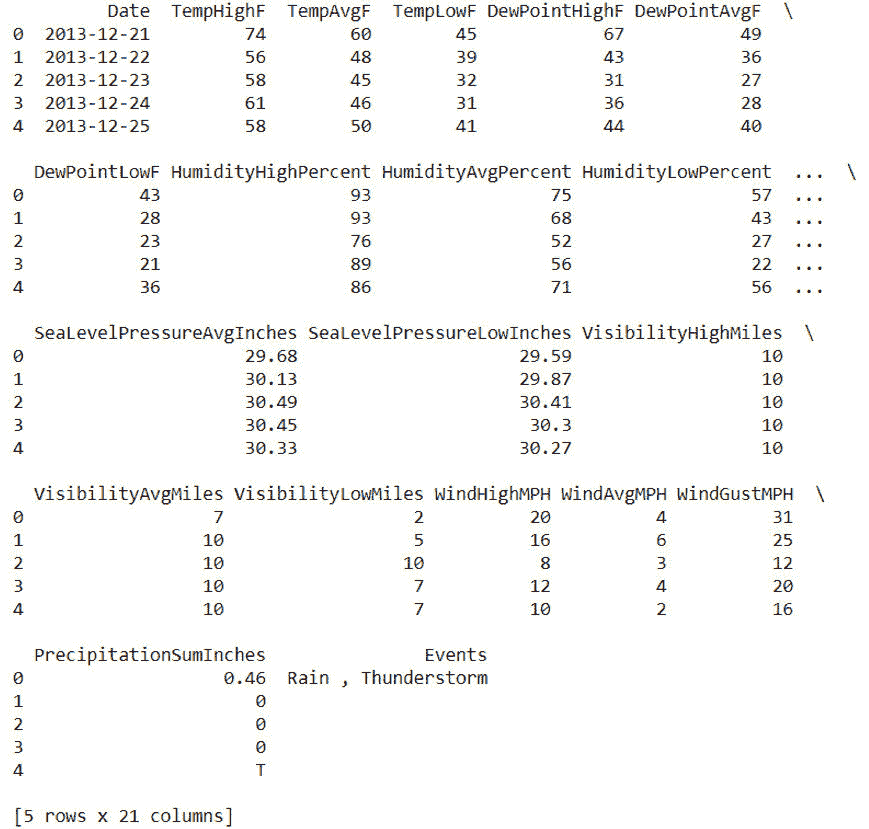 Date  TempHighF  TempAvgF  TempLowF DewPointHighF DewPointAvgF  \
0  2013-12-21         74        60        45            67           49
1  2013-12-22         56        48        39            43           36
2  2013-12-23         58        45        32            31           27
3  2013-12-24         61        46        31            36           28
4  2013-12-25         58        50        41            44           40

  DewPointLowF HumidityHighPercent HumidityAvgPercent HumidityLowPercent  ...  \
0           43                  93                 75                 57  ...
1           28                  93                 68                 43  ...
2           23                  76                 52                 27  ...
3           21                  89                 56                 22  ...
4           36                  86                 71                 56  ...

  SeaLevelPressureAvgInches SeaLevelPressureLowInches VisibilityHighMiles  \
0                     29.68                     29.59                  10
1                     30.13                     29.87                  10
2                     30.49                     30.41                  10
3                     30.45                      30.3                  10
4                     30.33                     30.27                  10

  VisibilityAvgMiles VisibilityLowMiles WindHighMPH WindAvgMPH WindGustMPH  \
0                  7                  2          20          4          31
1                 10                  5          16          6          25
2                 10                 10           8          3          12
3                 10                  7          12          4          20
4                 10                  7          10          2          16

  PrecipitationSumInches               Events
0                   0.46  Rain , Thunderstorm
1                      0
2                      0
3                      0
4                      T

[5 rows x 21 columns]